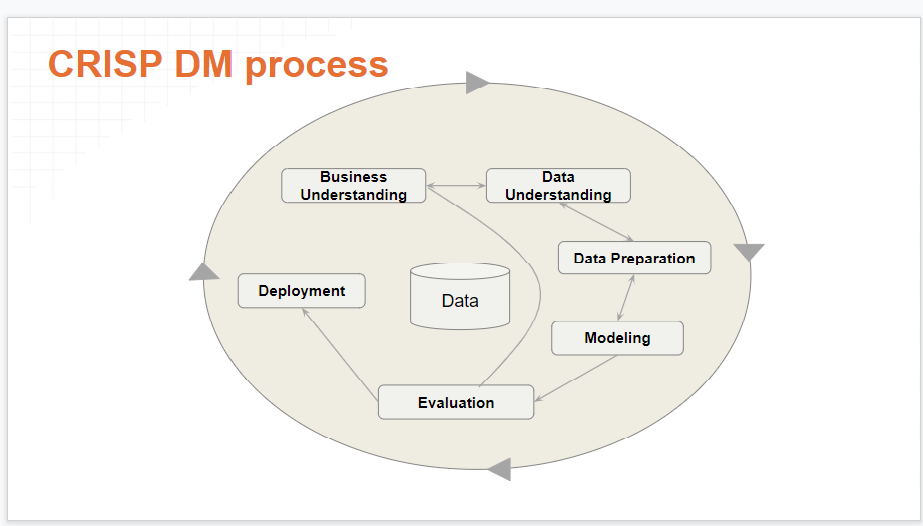 CRISP DM process
Business
Understanding
Data
Understanding
Data Preparation
Deployment
Data
Modeling
Evaluation